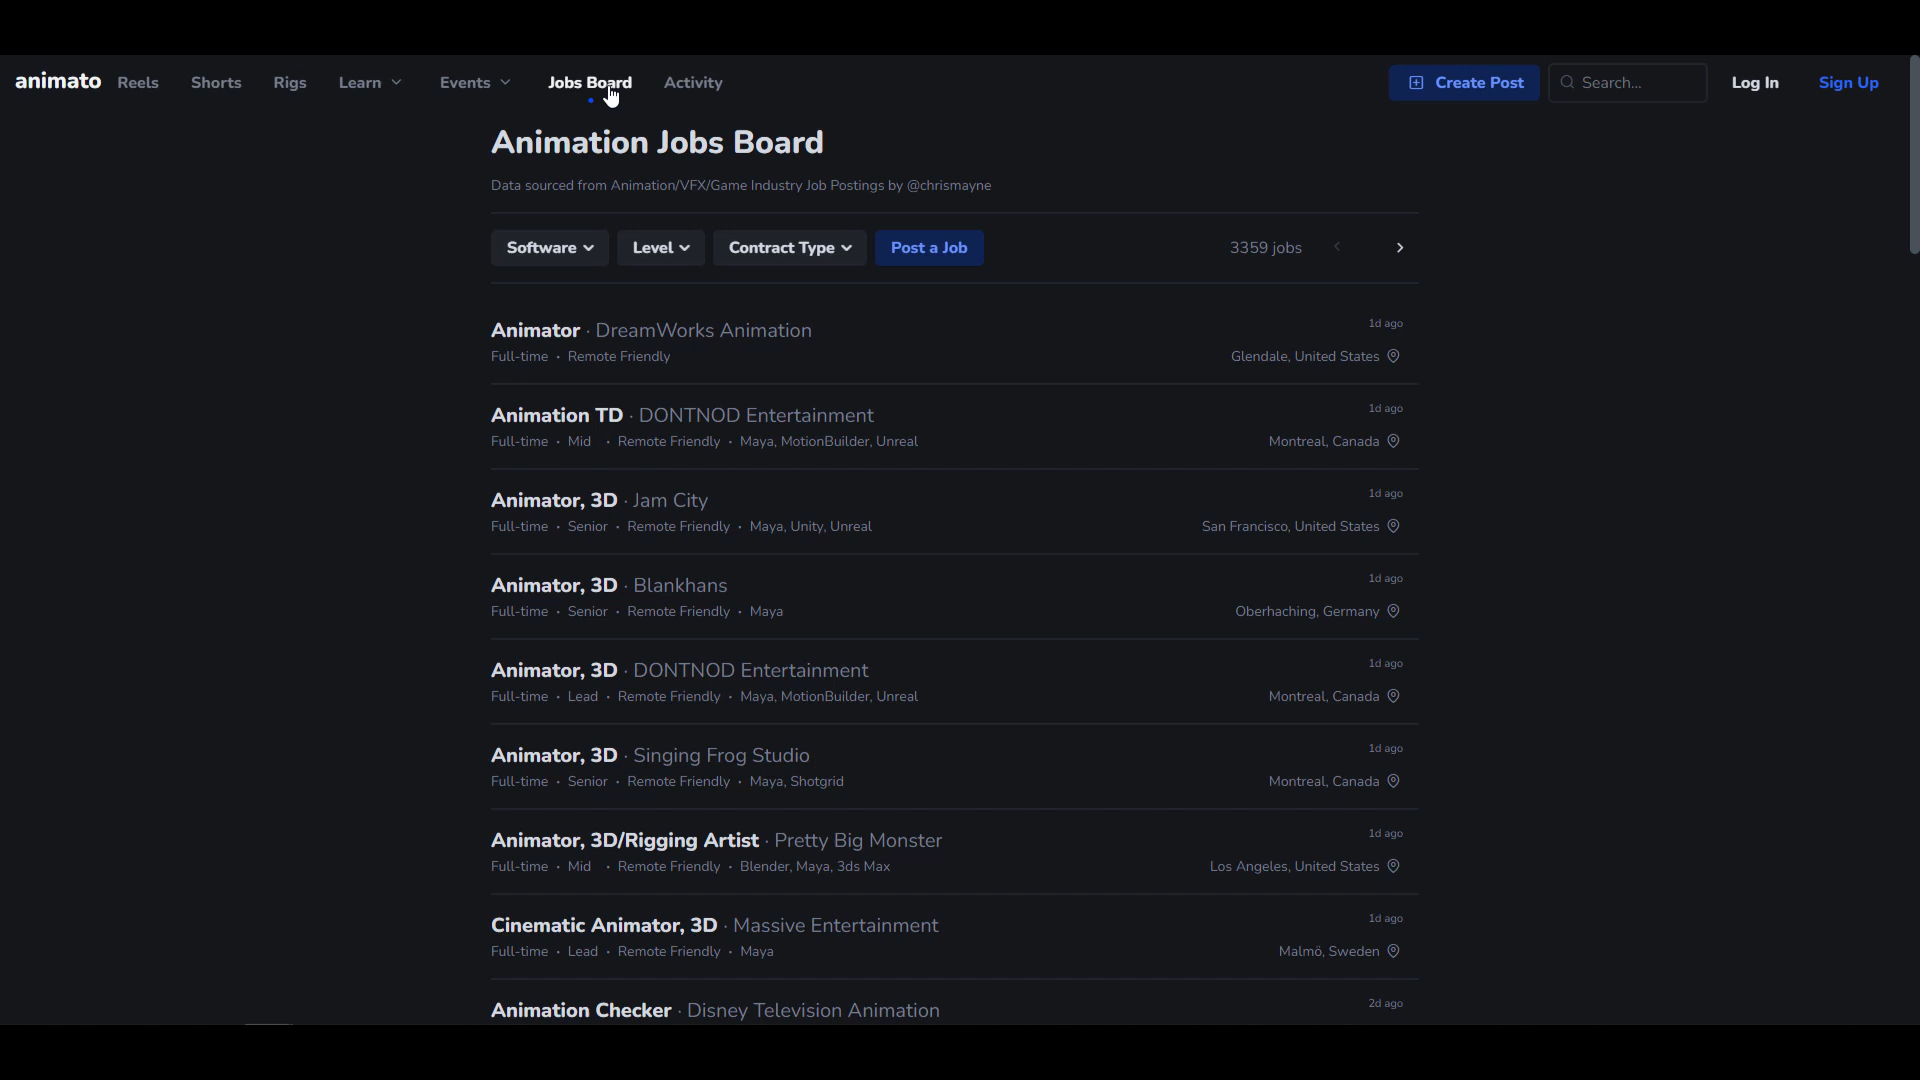 animato Reels Shorts Rigs Learn Events Jobs Board Activity Create Post Search... Log In Sign Up
Animation Jobs Board
Data sourced from Animation/VFX/Game Industry Job Postings by @chrismayne
Software Level Contract Type Post a Job 3359 jobs
Animator · DreamWorks Animation 1d ago
Full-time · Remote Friendly Glendale, United States
Animation TD · DONTNOD Entertainment 1d ago
Full-time · Mid · Remote Friendly · Maya, MotionBuilder, Unreal Montreal, Canada
Animator, 3D · Jam City 1d ago
Full-time · Senior · Remote Friendly · Maya, Unity, Unreal San Francisco, United States
Animator, 3D · Blankhans 1d ago
Full-time · Senior · Remote Friendly · Maya Oberhaching, Germany
Animator, 3D · DONTNOD Entertainment 1d ago
Full-time · Lead · Remote Friendly · Maya, MotionBuilder, Unreal Montreal, Canada
Animator, 3D · Singing Frog Studio 1d ago
Full-time · Senior · Remote Friendly · Maya, Shotgrid Montreal, Canada
Animator, 3D/Rigging Artist · Pretty Big Monster 1d ago
Full-time · Mid · Remote Friendly · Blender, Maya, 3ds Max Los Angeles, United States
Cinematic Animator, 3D · Massive Entertainment 1d ago
Full-time · Lead · Remote Friendly · Maya Malmö, Sweden
Animation Checker · Disney Television Animation 2d ago